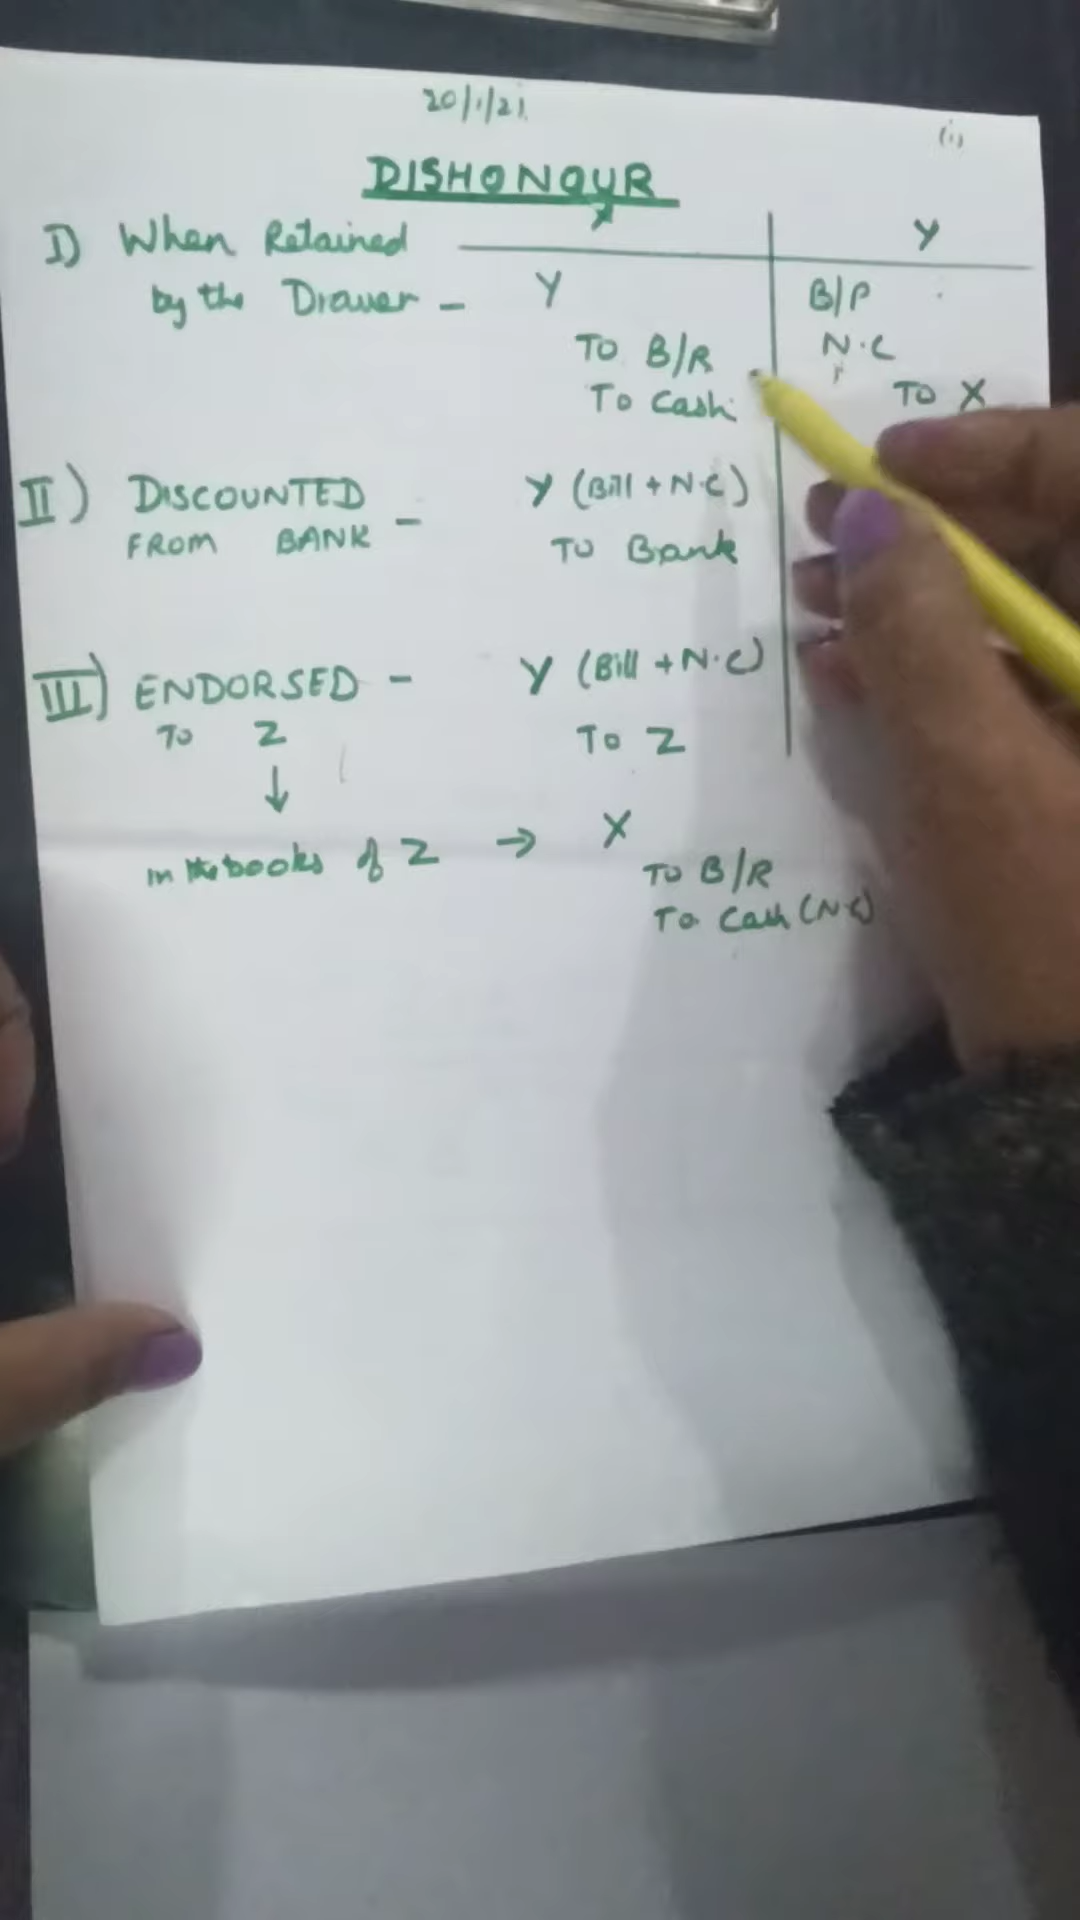 20/1/21
(1)
DISHONOUR
X
Y
I) When Retained
by the Drawer -
Y
To B/R
To Cash
B/P
N.C
To X
II) DISCOUNTED
FROM BANK -
Y (Bill + N.C)
To Bank
III) ENDORSED -
To Z
Y (Bill + N.C)
To Z
↓
in the books of Z → X
To B/R
To Cash (N.C)